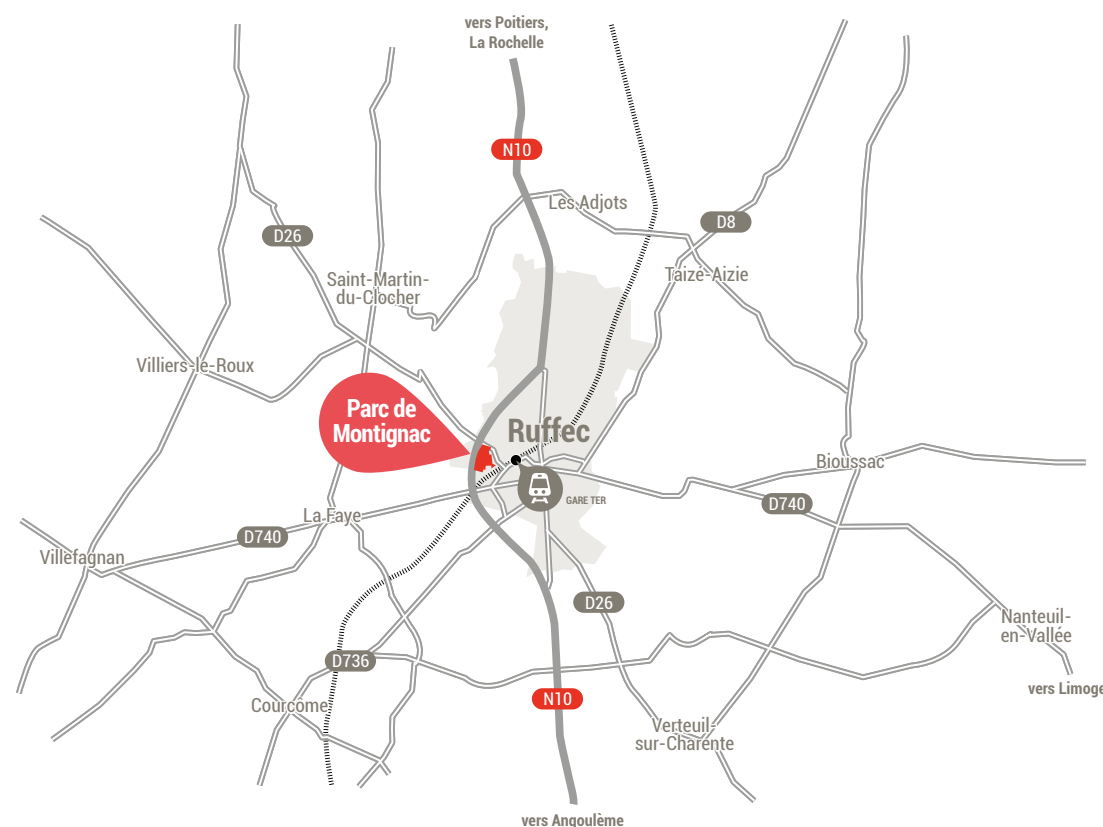 vers Poitiers,
La Rochelle
N10
Les Adjots
D8
D26
Taizé-Aizie
Saint-Martin-
du-Clocher
Villiers-le-Roux
Parc de
Montignac
Ruffec
Bioussac
GARE TER
D740
La Faye
D740
Villefagnan
D26
Nanteuil-
en-Vallée
D736
vers Limoge
N10
Courcôme
Verteuil-
sur-Charente
vers Angoulême